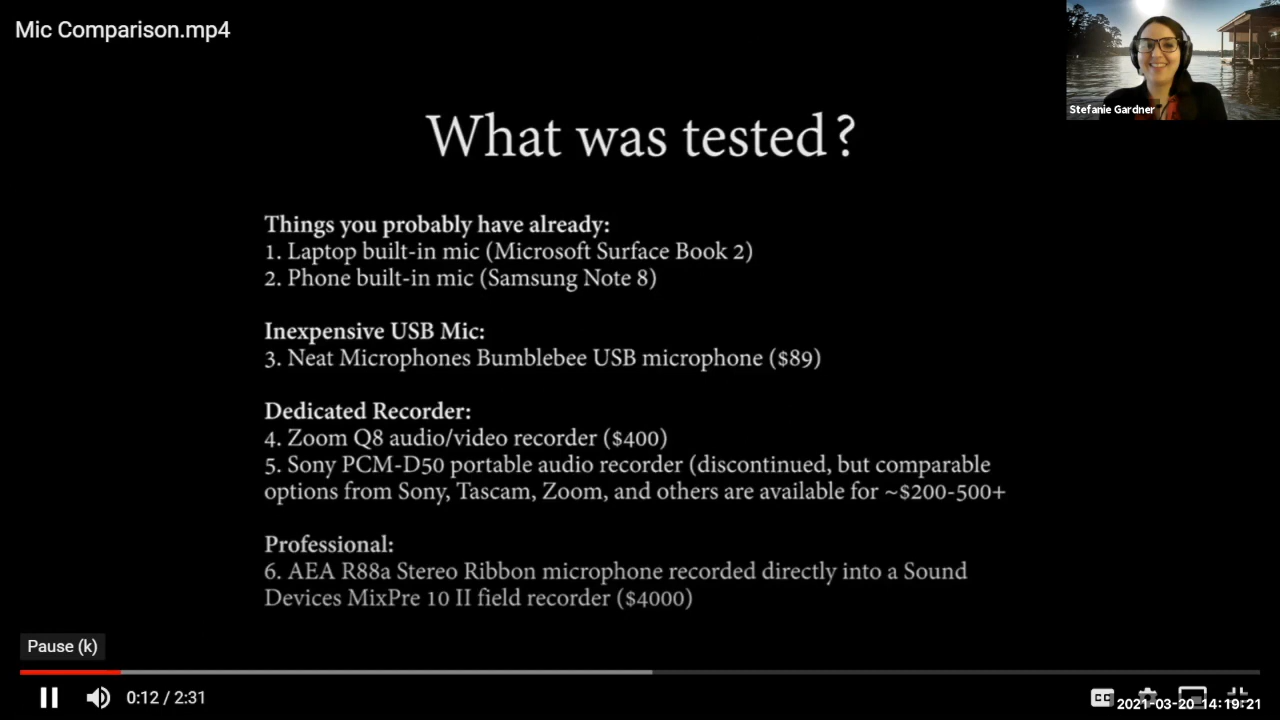 Mic Comparison.mp4
Stefanie Gardner
What was tested?
Things you probably have already:
1. Laptop built-in mic (Microsoft Surface Book 2)
2. Phone built-in mic (Samsung Note 8)
Inexpensive USB Mic:
3. Neat Microphones Bumblebee USB microphone ($89)
Dedicated Recorder:
4. Zoom Q8 audio/video recorder ($400)
5. Sony PCM-D50 portable audio recorder (discontinued, but comparable
options from Sony, Tascam, Zoom, and others are available for ~$200-500+
Professional:
6. AEA R88a Stereo Ribbon microphone recorded directly into a Sound
Devices MixPre 10 II field recorder ($4000)
Pause (k)
0:12 / 2:31
CC
2021-03-20 14:19:21